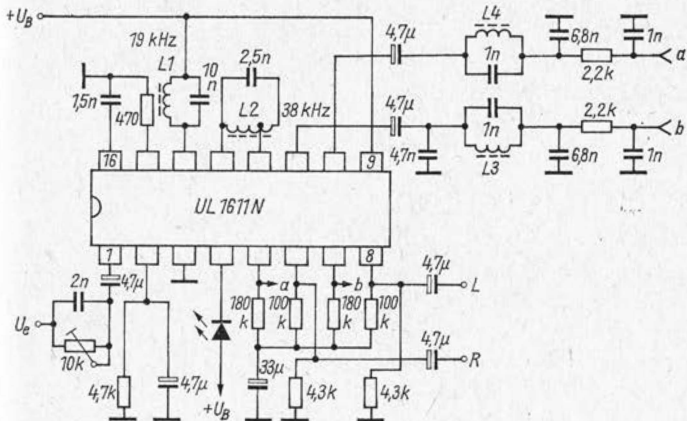 +U_B
19 kHz
L1
10 n
1,5n
470
2,5n
L2
38 kHz
4,7µ
L4
1n
6,8n
2,2k
1n
a
4,7µ
4,7n
1n
L3
2,2k
6,8n
1n
b
16
9
UL 1611N
1
8
2n
4,7µ
U_e
10k
4,7k
4,7µ
+U_B
180 k
a
100 k
180 k
b
100 k
33µ
4,3k
4,3k
4,7µ
L
4,7µ
R